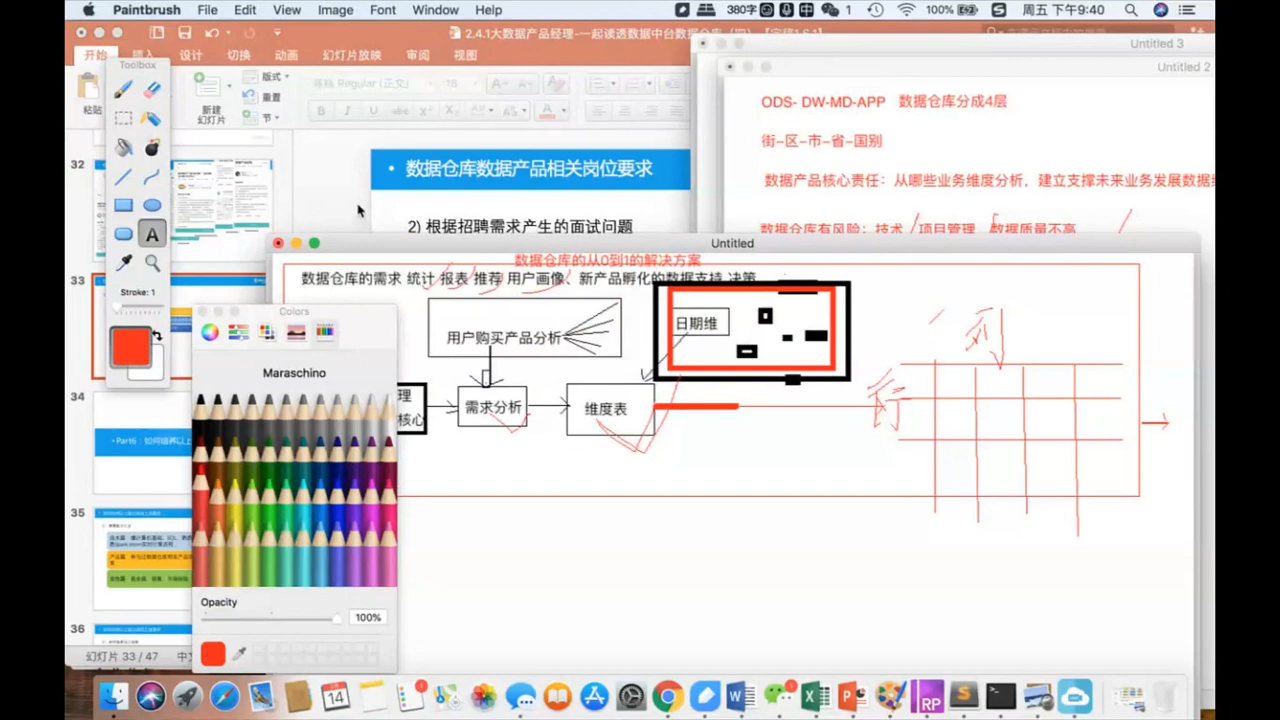 Paintbrush File Edit View Image Font Window Help 380字 1 100% 周五 下午9:40
2.4.1大数据产品经理-一起读透数据中台数据仓库
Untitled 3
开始 插入 设计 切换 动画 幻灯片放映 审阅 视图
Untitled 2
Toolbox
粘贴
新建
幻灯片
版式
重置
节
ODS- DW-MD-APP 数据仓库分成4层
街-区-市-省-国别
数据产品核心责任：从哪些业务维度分析，建立支撑未来业务发展数据
数据仓库有风险：技术 项目管理 数据质量不高
32
• 数据仓库数据产品相关岗位要求
2) 根据招聘需求产生的面试问题
Stroke: 1
33
Untitled
数据仓库的从0到1的解决方案
数据仓库的需求 统计 报表 推荐 用户画像、新产品孵化的数据支持 决策
用户购买产品分析
日期维
列
行
理
核心
需求分析
维度表
Colors
Maraschino
34
35
36
Opacity
100%
幻灯片 33 / 47
14
W
X
P
RP
S